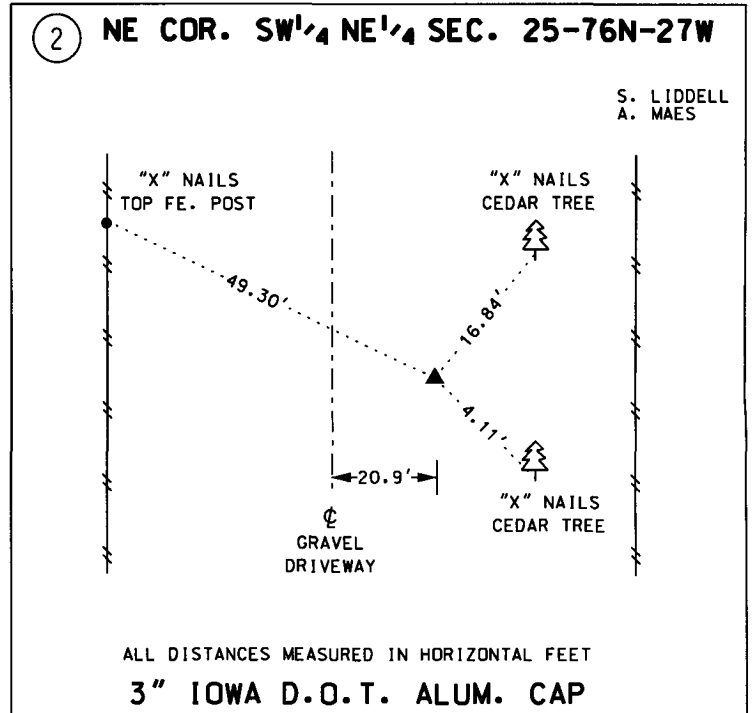 2 NE COR. SW1/4 NE1/4 SEC. 25-76N-27W
S. LIDDELL
A. MAES
"X" NAILS
TOP FE. POST
"X" NAILS
CEDAR TREE
49.30'
16.84'
4.11'
20.9'
"X" NAILS
CEDAR TREE
℄
GRAVEL
DRIVEWAY
ALL DISTANCES MEASURED IN HORIZONTAL FEET
3" IOWA D.O.T. ALUM. CAP